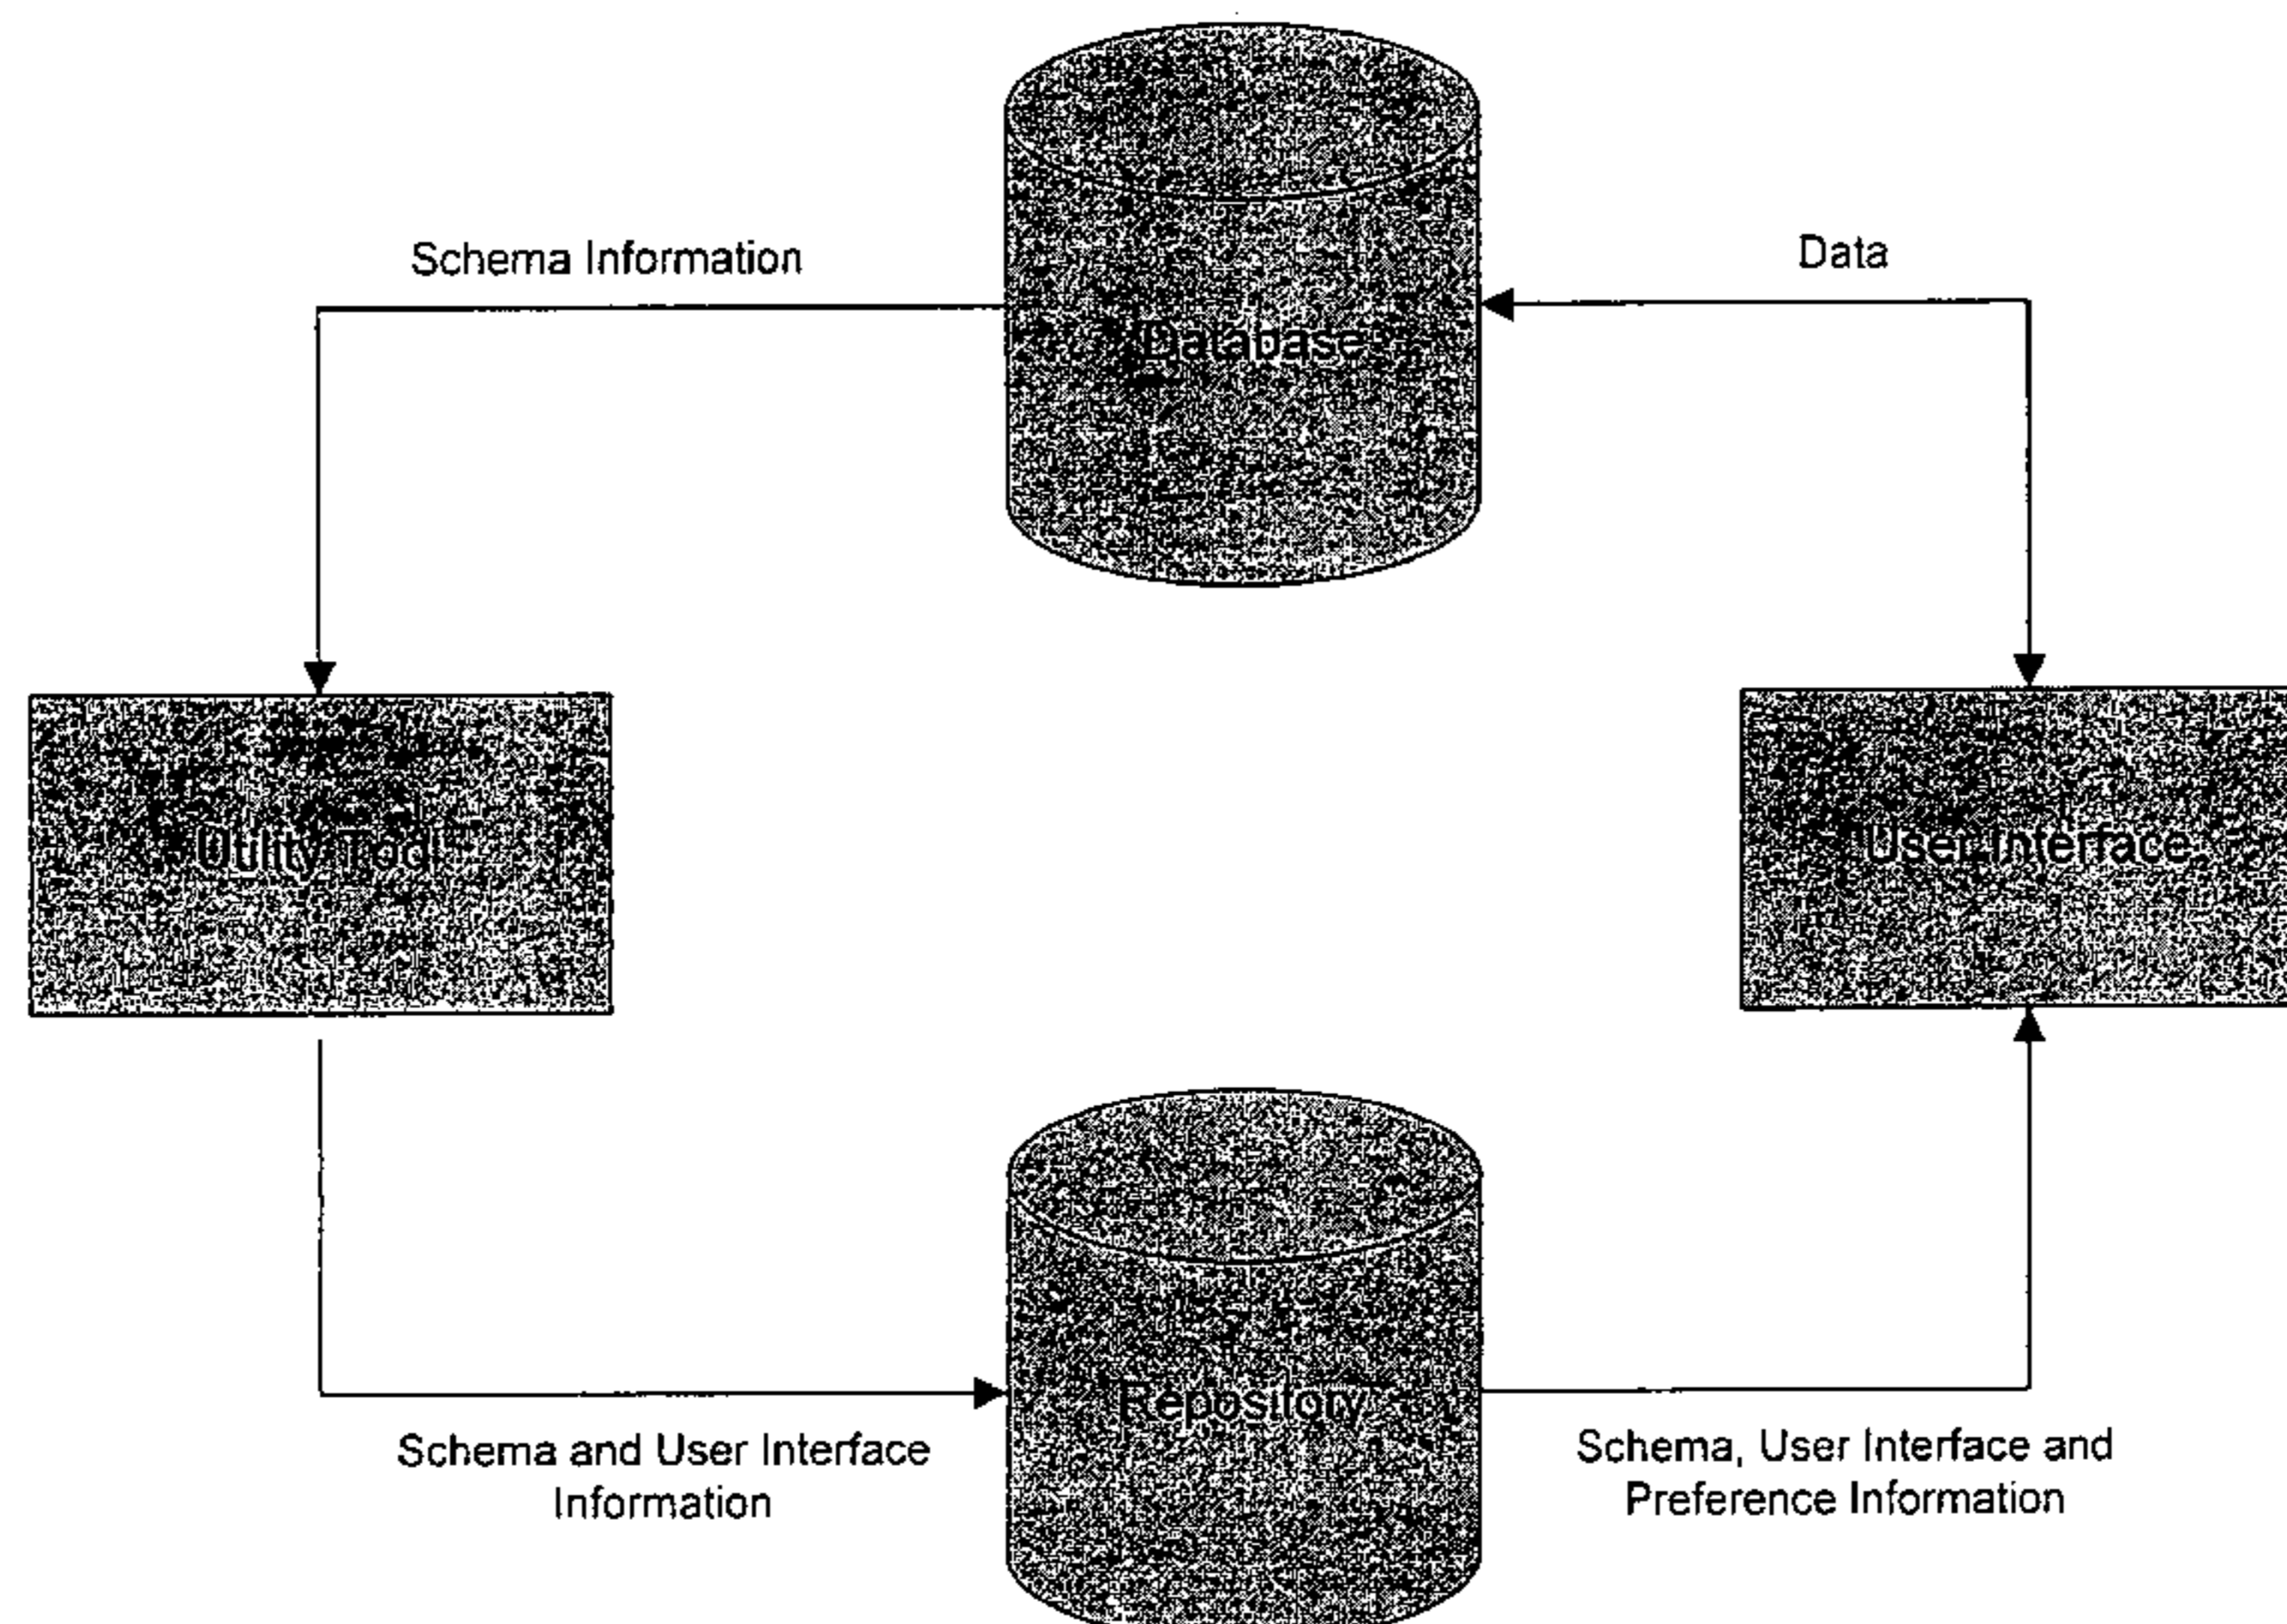 Schema Information
Data
Database
Utility Tool
User Interface
Repository
Schema and User Interface
Information
Schema, User Interface and
Preference Information